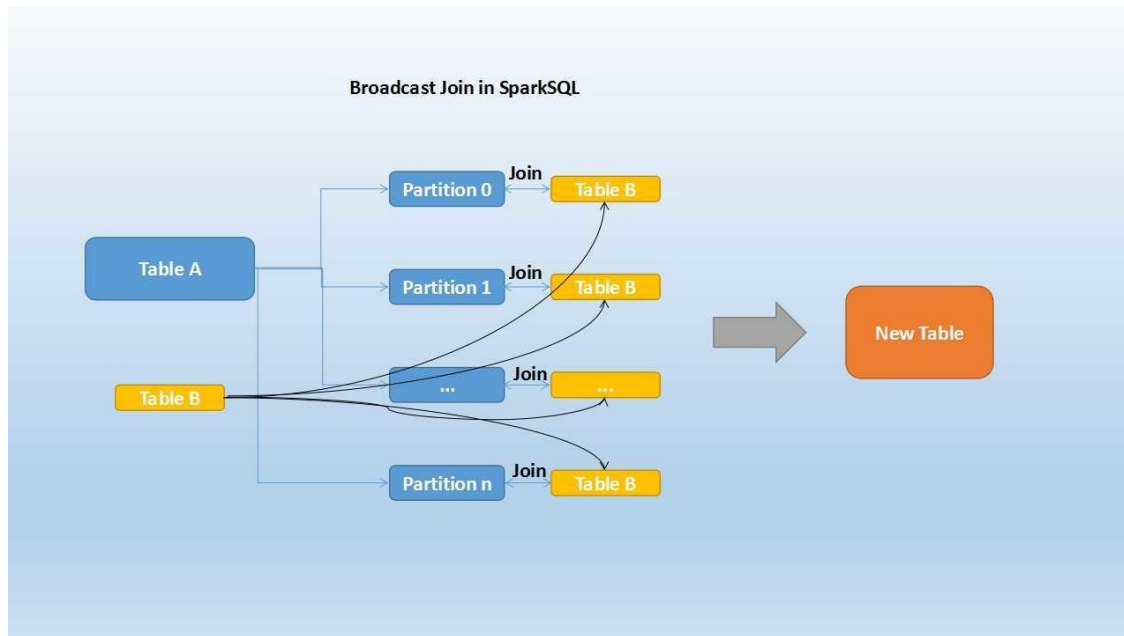 Broadcast Join in SparkSQL
Join
Partition 0
Table B
Table A
Join
Partition 1
Table B
New Table
Join
...
...
Table B
Join
Partition n
Table B